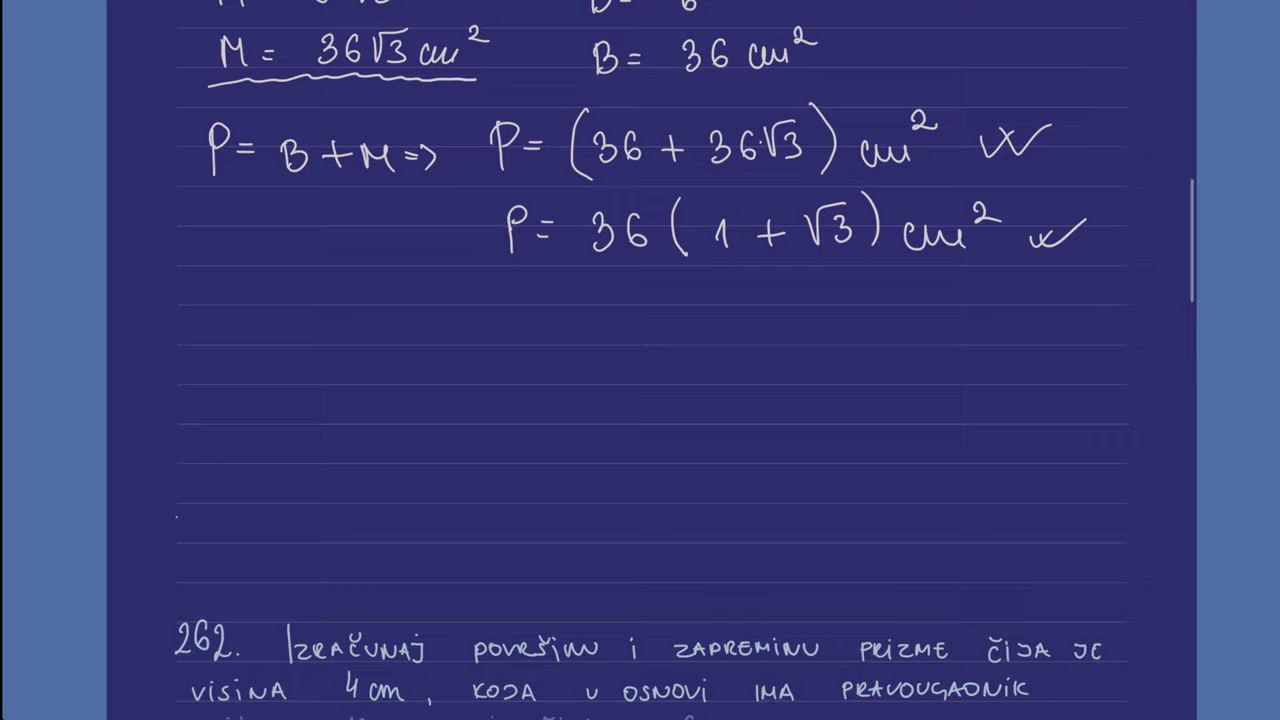 M = 36√3 cm²
B = 36 cm²
P = B + M => P = (36 + 36·√3) cm²
P = 36 (1 + √3) cm²
262. IZRAČUNAJ POVRŠINU I ZAPREMINU PRIZME ČIJA JE
VISINA 4 cm, KOJA U OSNOVI IMA PRAVOUGAONIK